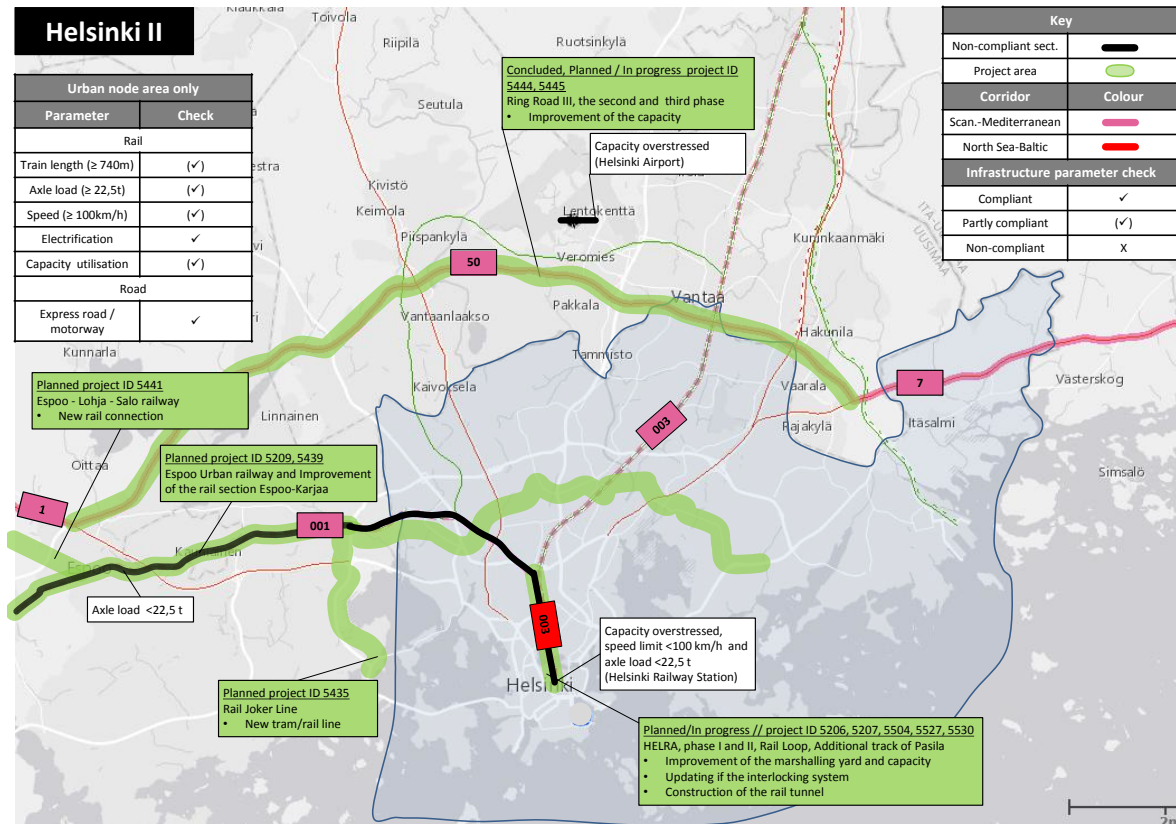 Helsinki II
Urban node area only
Parameter Check
Rail
Train length (≥ 740m) (✓)
Axle load (≥ 22,5t) (✓)
Speed (≥ 100km/h) (✓)
Electrification ✓
Capacity utilisation (✓)
Road
Express road /
motorway ✓
Key
Non-compliant sect.
Project area
Corridor Colour
Scan.-Mediterranean
North Sea-Baltic
Infrastructure parameter check
Compliant ✓
Partly compliant (✓)
Non-compliant X
Toivola
Riipilä
Ruotsinkylä
Concluded, Planned / In progress project ID
5444, 5445
Ring Road III, the second and third phase
• Improvement of the capacity
Seutula
Capacity overstressed
(Helsinki Airport)
Kivistö
Keimola
Lentokenttä
Piispankylä
Kuninkaanmäki
UUSIMAA
50
Veromies
Pakkala
Vantaa
Vantaanlaakso
Hakunila
Kunnarla
Tammisto
Kaivoksela
Vaarala
7
Västerskog
Planned project ID 5441
Espoo - Lohja - Salo railway
• New rail connection
Linnainen
003
Rajakylä
Itäsalmi
Oittaa
Planned project ID 5209, 5439
Espoo Urban railway and Improvement
of the rail section Espoo-Karjaa
Simsalö
1
001
Axle load <22,5 t
003
Capacity overstressed,
speed limit <100 km/h and
axle load <22,5 t
(Helsinki Railway Station)
Helsinki
Planned project ID 5435
Rail Joker Line
• New tram/rail line
Planned/In progress // project ID 5206, 5207, 5504, 5527, 5530
HELRA, phase I and II, Rail Loop, Additional track of Pasila
• Improvement of the marshalling yard and capacity
• Updating if the interlocking system
• Construction of the rail tunnel